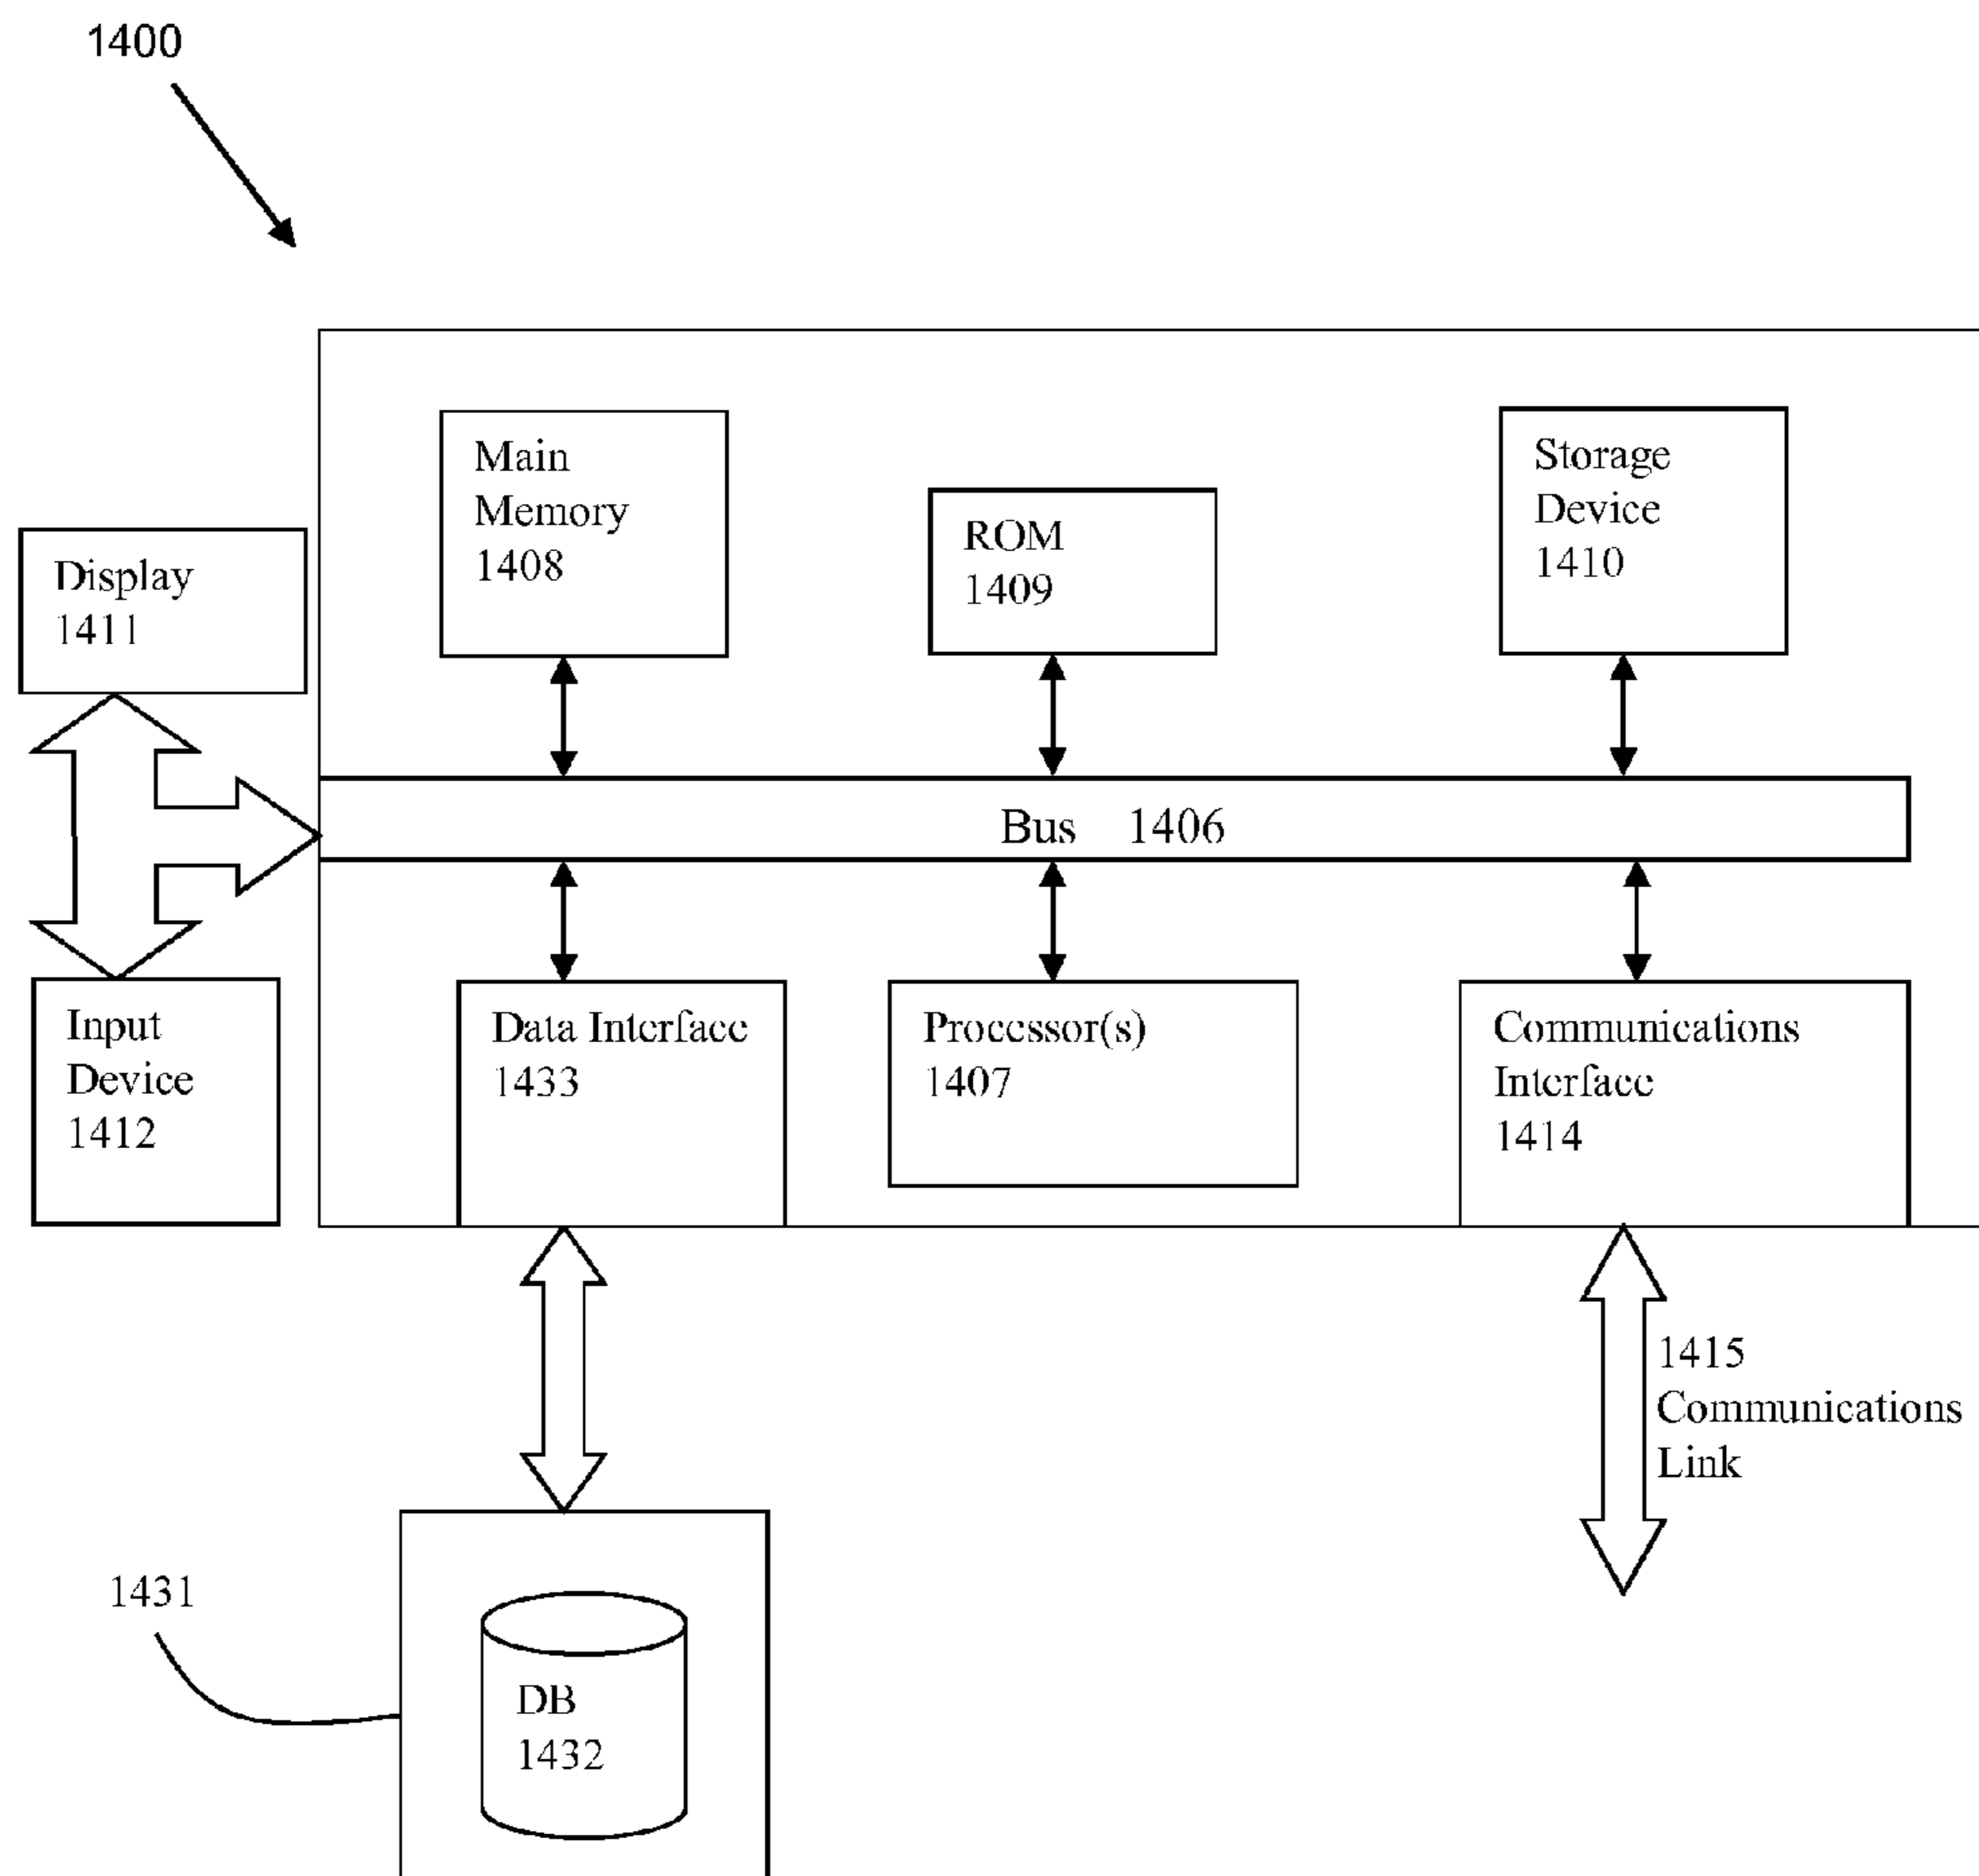 1400
Main
Memory
1408
ROM
1409
Storage
Device
1410
Display
1411
Bus 1406
Input
Device
1412
Data Interface
1433
Processor(s)
1407
Communications
Interface
1414
1415
Communications
Link
1431
DB
1432